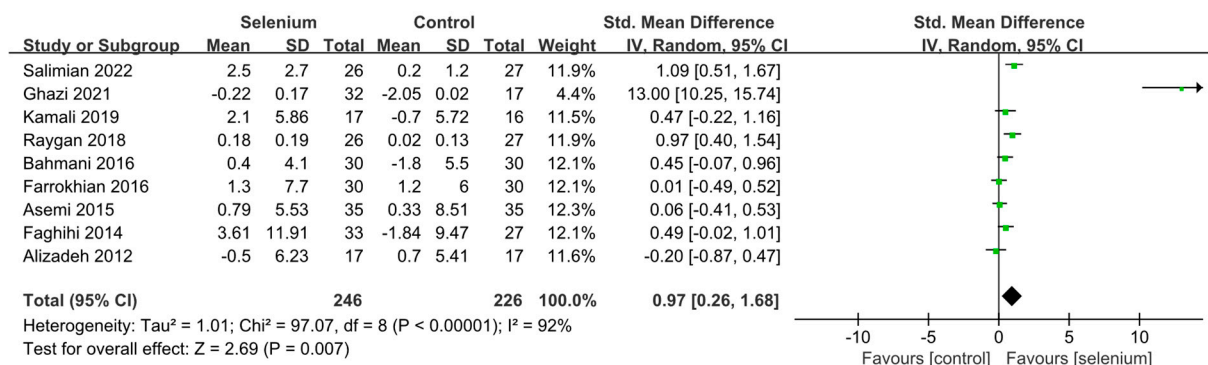 Selenium Control Std. Mean Difference Std. Mean Difference
Study or Subgroup Mean SD Total Mean SD Total Weight IV, Random, 95% CI IV, Random, 95% CI
Salimian 2022 2.5 2.7 26 0.2 1.2 27 11.9% 1.09 [0.51, 1.67]
Ghazi 2021 -0.22 0.17 32 -2.05 0.02 17 4.4% 13.00 [10.25, 15.74]
Kamali 2019 2.1 5.86 17 -0.7 5.72 16 11.5% 0.47 [-0.22, 1.16]
Raygan 2018 0.18 0.19 26 0.02 0.13 27 11.9% 0.97 [0.40, 1.54]
Bahmani 2016 0.4 4.1 30 -1.8 5.5 30 12.1% 0.45 [-0.07, 0.96]
Farrokhian 2016 1.3 7.7 30 1.2 6 30 12.1% 0.01 [-0.49, 0.52]
Asemi 2015 0.79 5.53 35 0.33 8.51 35 12.3% 0.06 [-0.41, 0.53]
Faghihi 2014 3.61 11.91 33 -1.84 9.47 27 12.1% 0.49 [-0.02, 1.01]
Alizadeh 2012 -0.5 6.23 17 0.7 5.41 17 11.6% -0.20 [-0.87, 0.47]
Total (95% CI) 246 226 100.0% 0.97 [0.26, 1.68]
Heterogeneity: Tau² = 1.01; Chi² = 97.07, df = 8 (P < 0.00001); I² = 92%
Test for overall effect: Z = 2.69 (P = 0.007)
-10 -5 0 5 10
Favours [control] Favours [selenium]